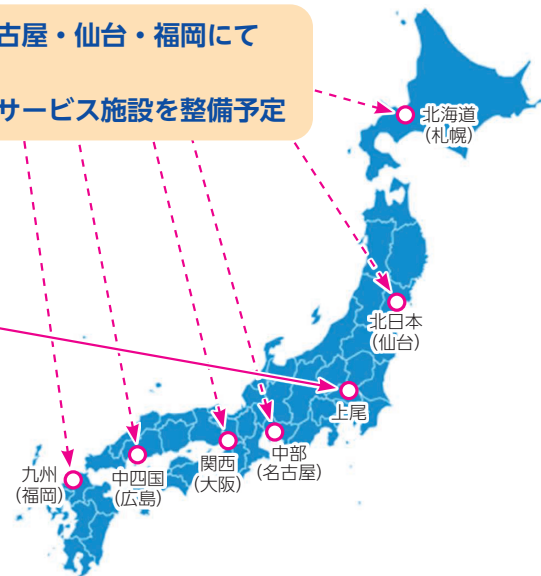 古屋・仙台・福岡にて
サービス施設を整備予定
北海道
（札幌）
北日本
（仙台）
上尾
中部
（名古屋）
関西
（大阪）
中四国
（広島）
九州
（福岡）